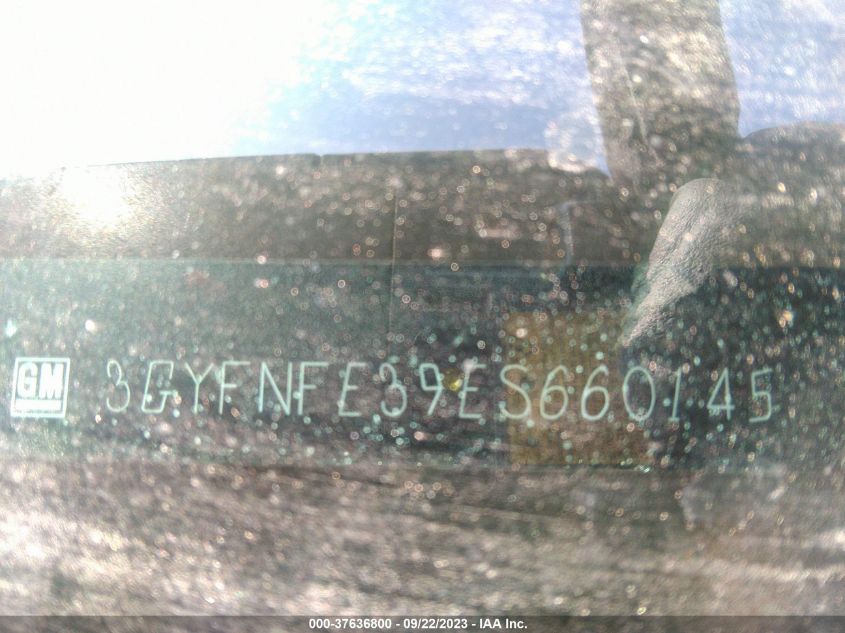 GM 3GYFNFE39ES660145
000-37636800 - 09/22/2023 - IAA Inc.